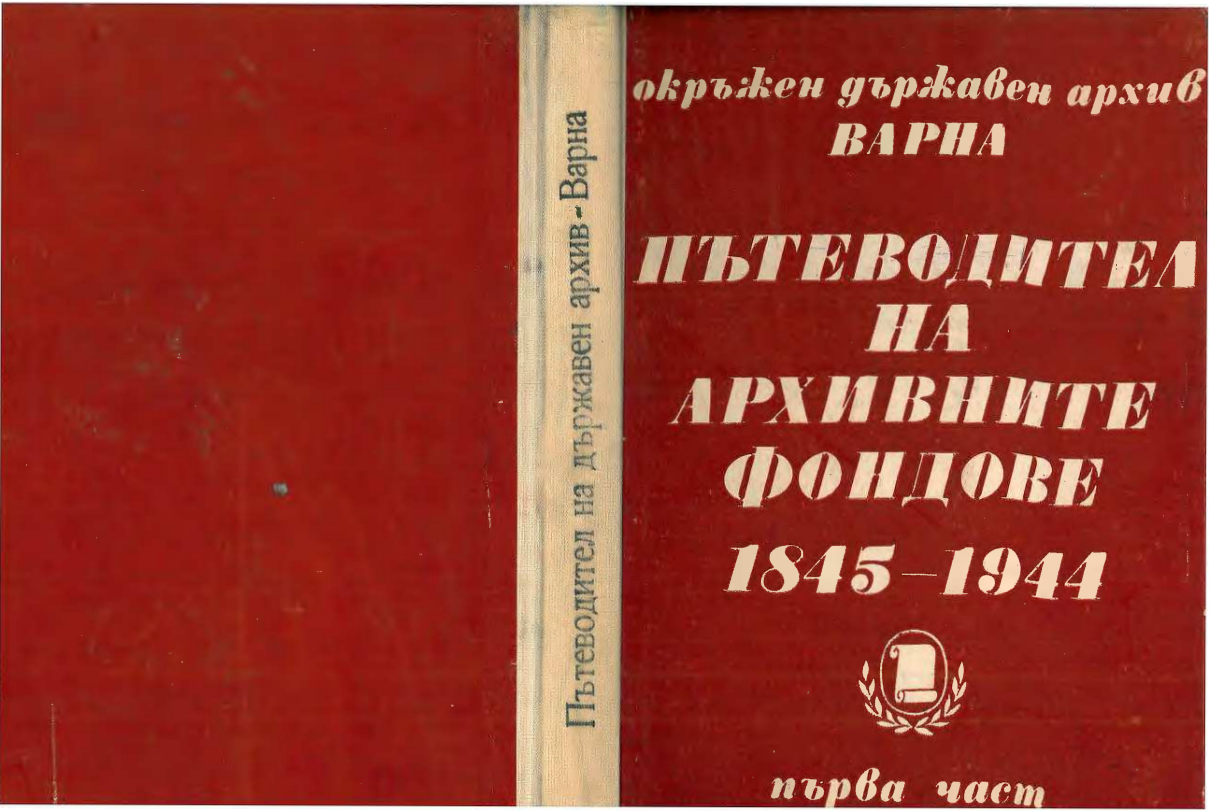 Пътеводител на държавен архив-Варна
окръжен държавен архив
ВАРНА
ПЪТЕВОДИТЕЛ
НА
АРХИВНИТЕ
ФОНДОВЕ
1845-1944
първа част